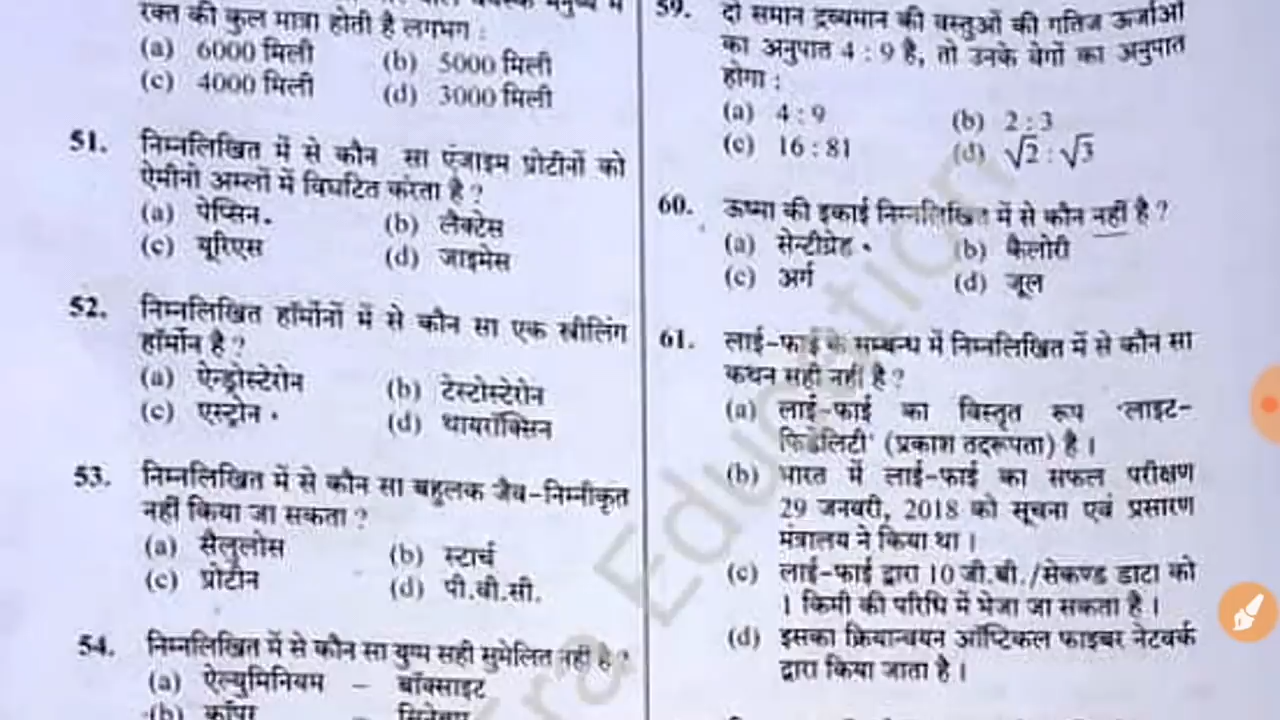 रक्त की कुल मात्रा होती है लगभग :
(a) 6000 मिली (b) 5000 मिली
(c) 4000 मिली (d) 3000 मिली
51. निम्नलिखित में से कौन सा एंजाइम प्रोटीनों को
ऐमीनो अम्लों में विघटित करता है ?
(a) पेप्सिन. (b) लैक्टेस
(c) यूरिएस (d) जाइमेस
52. निम्नलिखित हॉर्मोनों में से कौन सा एक स्त्रीलिंग
हॉर्मोन है ?
(a) ऐन्ड्रोस्टेरोन (b) टेस्टोस्टेरोन
(c) एस्ट्रोन . (d) थायरॉक्सिन
53. निम्नलिखित में से कौन सा बहुलक जैव-निम्नीकृत
नहीं किया जा सकता ?
(a) सैलुलोस (b) स्टार्च
(c) प्रोटीन (d) पी.वी.सी.
54. निम्नलिखित में से कौन सा युग्म सही सुमेलित नहीं है ?
(a) ऐल्युमिनियम – बॉक्साइट
(b) कॉपर –
59. दो समान द्रव्यमान की वस्तुओं की गतिज ऊर्जाओं
का अनुपात 4 : 9 है, तो उनके वेगों का अनुपात
होगा :
(a) 4 : 9 (b) 2 : 3
(c) 16 : 81 (d) √2 : √3
60. ऊष्मा की इकाई निम्नलिखित में से कौन नहीं है ?
(a) सेन्टीग्रेड . (b) कैलोरी
(c) अर्ग (d) जूल
61. लाई-फाई के सम्बन्ध में निम्नलिखित में से कौन सा
कथन सही नहीं है ?
(a) लाई-फाई का विस्तृत रूप 'लाइट-
फिडेलिटी' (प्रकाश तद्रूपता) है ।
(b) भारत में लाई-फाई का सफल परीक्षण
29 जनवरी, 2018 को सूचना एवं प्रसारण
मंत्रालय ने किया था ।
(c) लाई-फाई द्वारा 10 जी.बी./सेकण्ड डाटा को
1 किमी की परिधि में भेजा जा सकता है ।
(d) इसका क्रियान्वयन ऑप्टिकल फाइबर नेटवर्क
द्वारा किया जाता है ।
Education